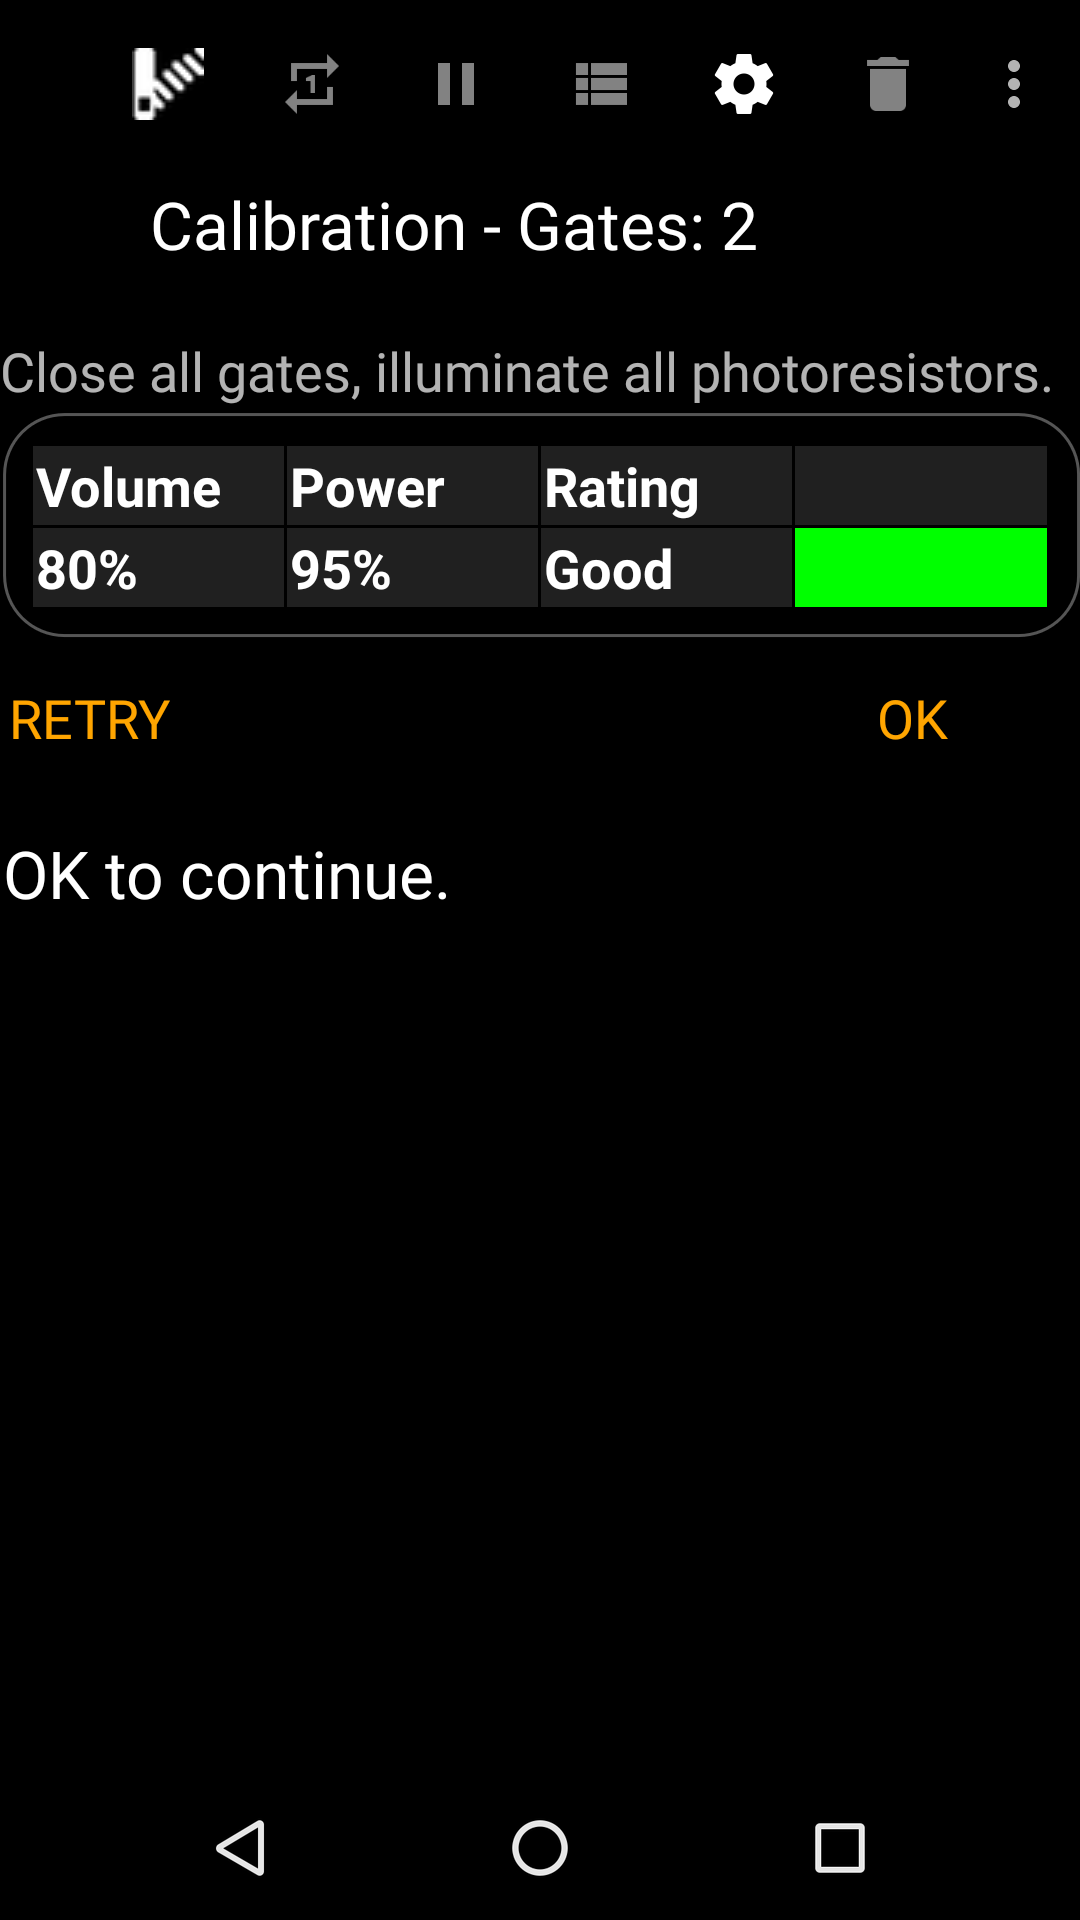 1
Calibration - Gates: 2
Close all gates, illuminate all photoresistors.
Volume Power Rating
80% 95% Good
RETRY OK
OK to continue.